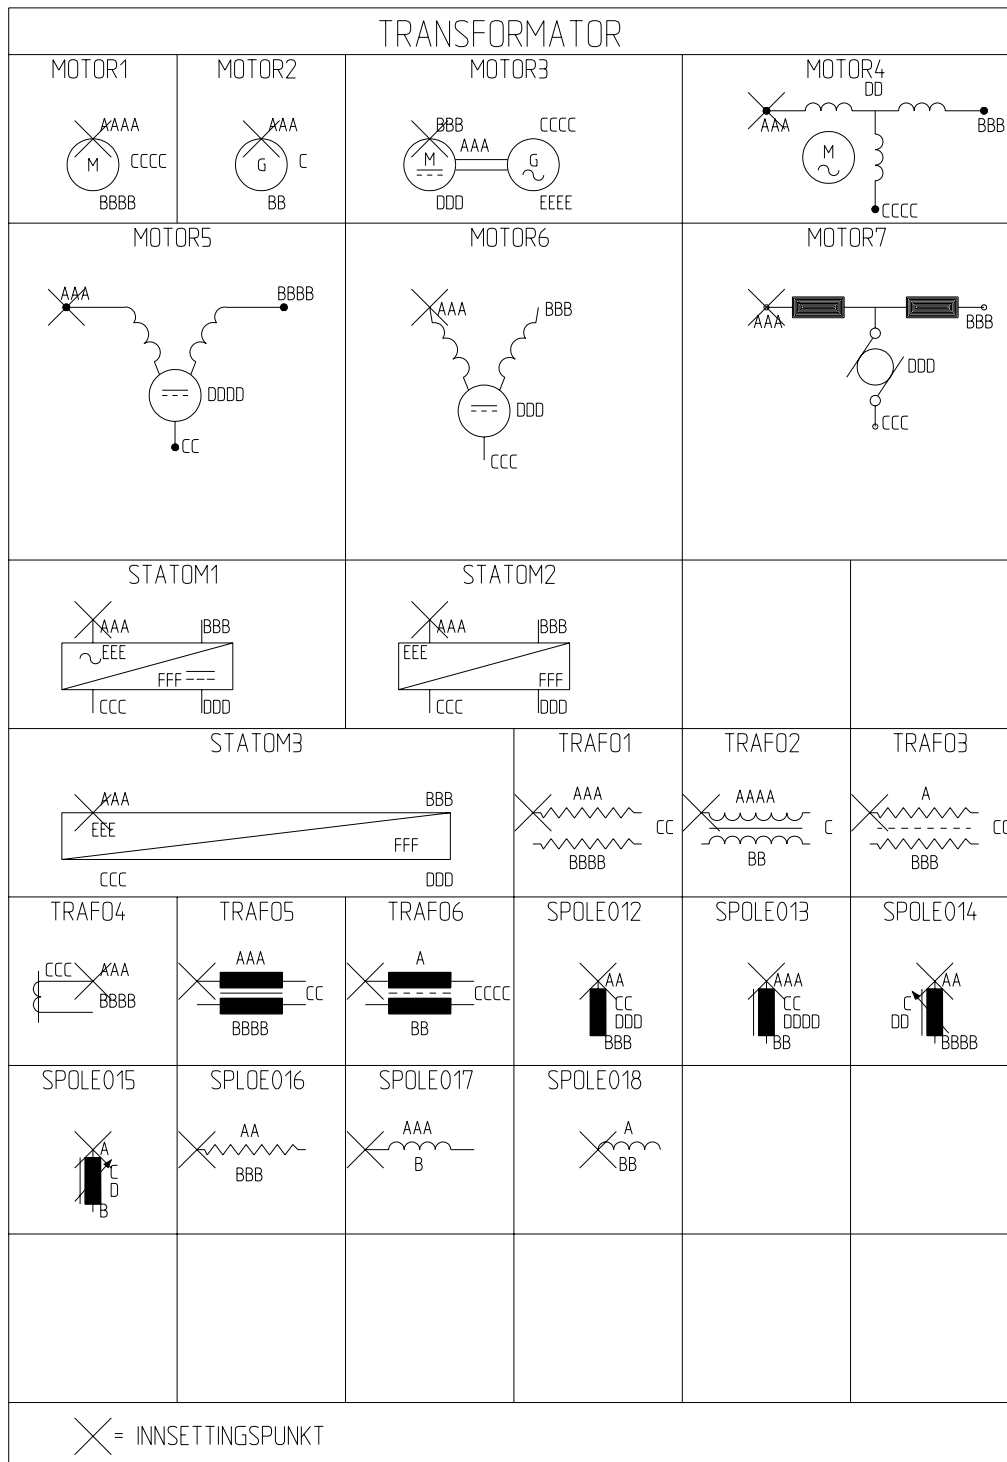 TRANSFORMATOR
MOTOR1 MOTOR2 MOTOR3 MOTOR4
AAAA
M
CCCC
BBBB
AAA
G
C
BB
BBB
AAA
CCCC
M
G
DDD
EEEE
DD
AAA
BBB
M
CCCC
MOTOR5 MOTOR6 MOTOR7
AAA
BBBB
DDDD
CC
AAA
BBB
DDD
CCC
AAA
BBB
DDD
CCC
STATOM1 STATOM2
AAA
BBB
EEE
FFF
CCC
DDD
AAA
BBB
EEE
FFF
CCC
DDD
STATOM3 TRAFO1 TRAFO2 TRAFO3
AAA
BBB
EEE
FFF
CCC
DDD
AAA
CC
BBBB
AAAA
C
BB
A
CC
BBB
TRAFO4 TRAFO5 TRAFO6 SPOLE012 SPOLE013 SPOLE014
CCC
AAA
BBBB
AAA
CC
BBBB
A
CCCC
BB
AA
CC
DDD
BBB
AAA
CC
DDDD
BB
AA
C
DD
BBBB
SPOLE015 SPLOE016 SPOLE017 SPOLE018
A
C
D
B
AA
BBB
AAA
B
A
BB
= INNSETTINGSPUNKT